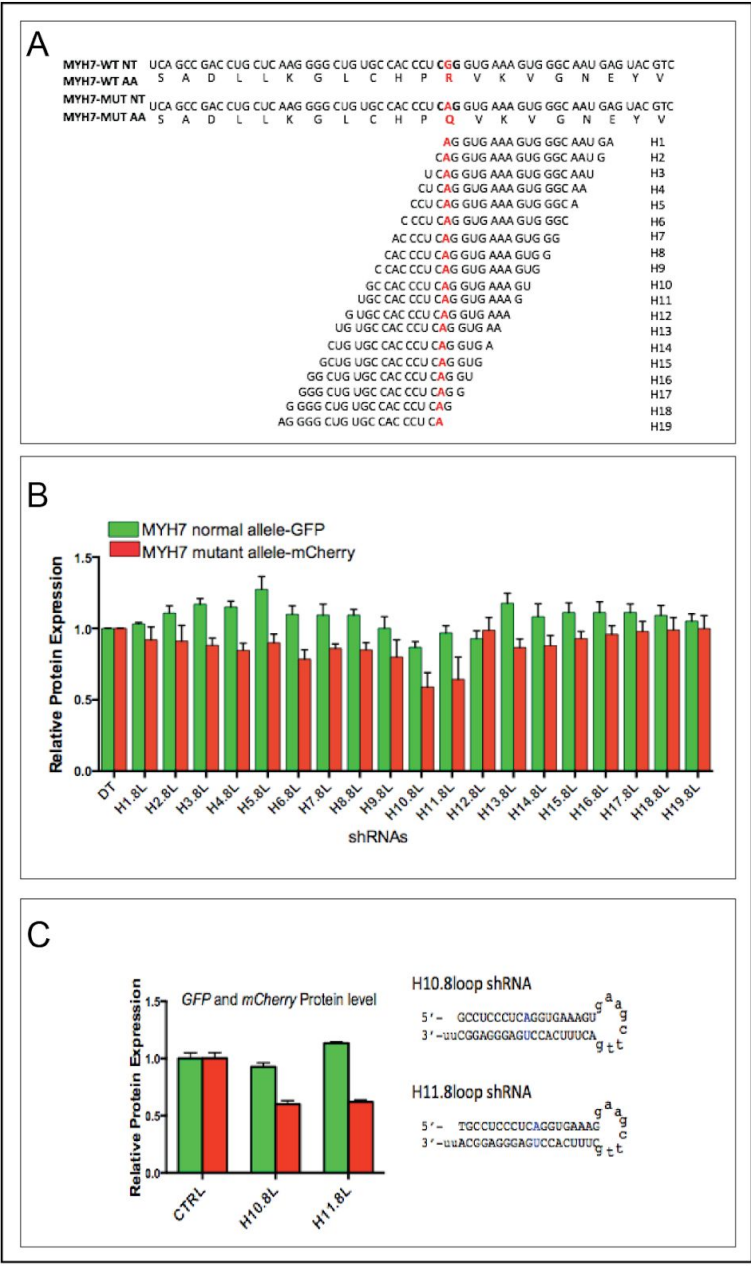 A
MYH7-WT NT UCA GCC GAC CUG CUC AAG GGG CUG UGC CAC CCU CGG GUG AAA GUG GGC AAU GAG UAC GTC
MYH7-WT AA S A D L L K G L C H P R V K V G N E Y V
MYH7-MUT NT UCA GCC GAC CUG CUC AAG GGG CUG UGC CAC CCU CAG GUG AAA GUG GGC AAU GAG UAC GTC
MYH7-MUT AA S A D L L K G L C H P Q V K V G N E Y V
AG GUG AAA GUG GGC AAU GA H1
CAG GUG AAA GUG GGC AAU G H2
U CAG GUG AAA GUG GGC AAU H3
CU CAG GUG AAA GUG GGC AA H4
CCU CAG GUG AAA GUG GGC A H5
C CCU CAG GUG AAA GUG GGC H6
AC CCU CAG GUG AAA GUG GG H7
CAC CCU CAG GUG AAA GUG G H8
C CAC CCU CAG GUG AAA GUG H9
GC CAC CCU CAG GUG AAA GU H10
UGC CAC CCU CAG GUG AAA G H11
G UGC CAC CCU CAG GUG AAA H12
UG UGC CAC CCU CAG GUG AA H13
CUG UGC CAC CCU CAG GUG A H14
GCUG UGC CAC CCU CAG GUG H15
GG CUG UGC CAC CCU CAG GU H16
GGG CUG UGC CAC CCU CAG G H17
G GGG CUG UGC CAC CCU CAG H18
AG GGG CUG UGC CAC CCU CA H19
B
MYH7 normal allele-GFP
MYH7 mutant allele-mCherry
Relative Protein Expression
1.5
1.0
0.5
0.0
DT H1.8L H2.8L H3.8L H4.8L H5.8L H6.8L H7.8L H8.8L H9.8L H10.8L H11.8L H12.8L H13.8L H14.8L H15.8L H16.8L H17.8L H18.8L H19.8L
shRNAs
C
GFP and mCherry Protein level
Relative Protein Expression
1.5
1.0
0.5
0.0
CTRL H10.8L H11.8L
H10.8loop shRNA
5′- GCCUCCCUCAGGUGAAAGUgaag
c
3′-uuCGGAGGGAGUCCACUUUCAgtt
H11.8loop shRNA
5′- TGCCUCCCUCAGGUGAAAGgaag
c
3′-uuACGGAGGGAGUCCACUUUCgtt